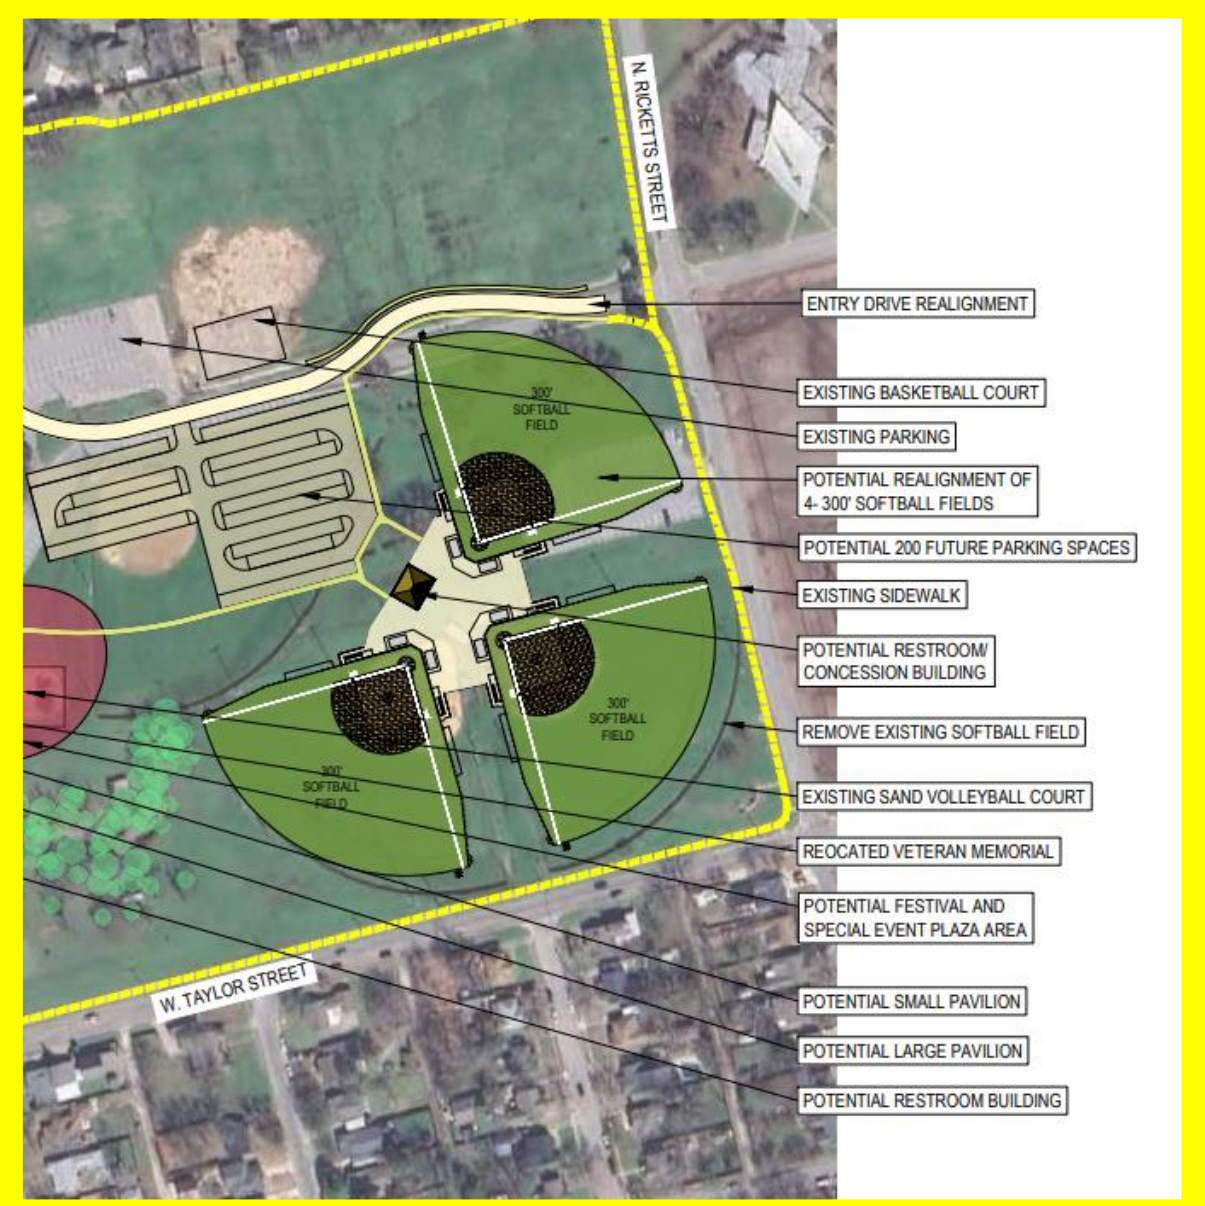 N. RICKETTS STREET
ENTRY DRIVE REALIGNMENT
EXISTING BASKETBALL COURT
300'
SOFTBALL
FIELD
EXISTING PARKING
POTENTIAL REALIGNMENT OF
4- 300' SOFTBALL FIELDS
POTENTIAL 200 FUTURE PARKING SPACES
EXISTING SIDEWALK
POTENTIAL RESTROOM/
CONCESSION BUILDING
300'
SOFTBALL
FIELD
REMOVE EXISTING SOFTBALL FIELD
300'
SOFTBALL
FIELD
EXISTING SAND VOLLEYBALL COURT
REOCATED VETERAN MEMORIAL
POTENTIAL FESTIVAL AND
SPECIAL EVENT PLAZA AREA
W. TAYLOR STREET
POTENTIAL SMALL PAVILION
POTENTIAL LARGE PAVILION
POTENTIAL RESTROOM BUILDING